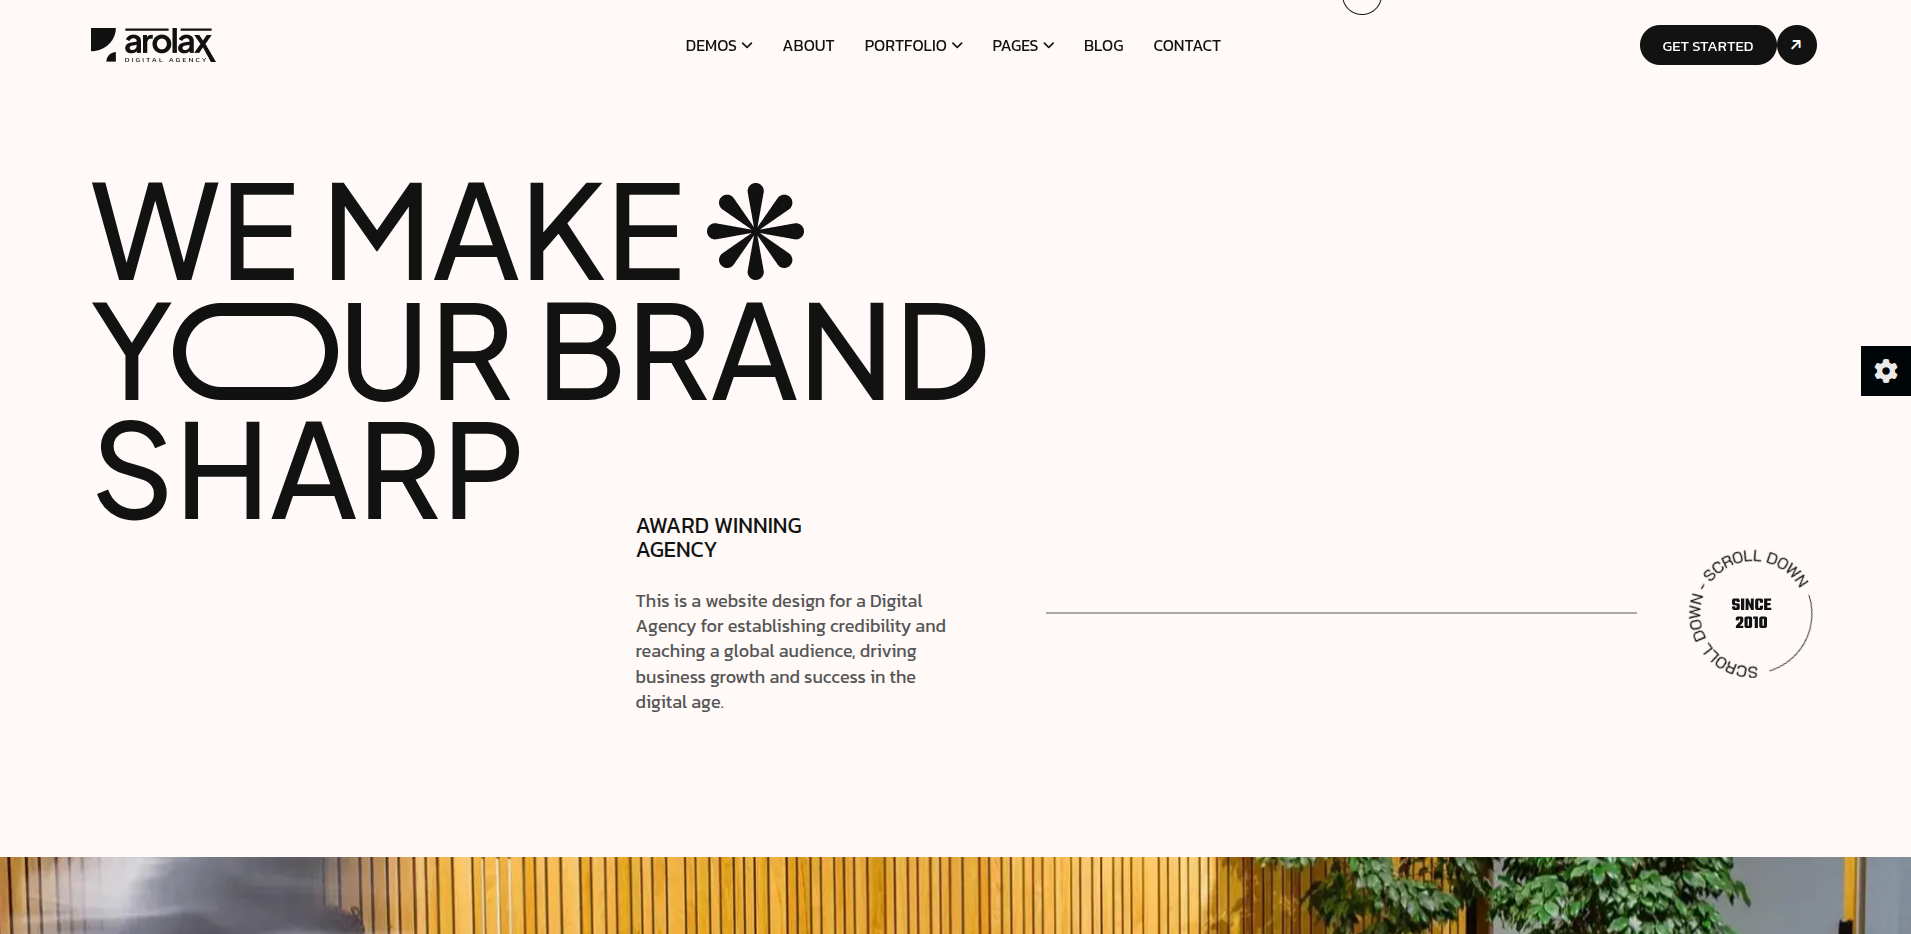 arolax
DIGITAL AGENCY
DEMOS
ABOUT
PORTFOLIO
PAGES
BLOG
CONTACT
GET STARTED
WE MAKE
YOUR BRAND
SHARP
AWARD WINNING
AGENCY
This is a website design for a Digital
Agency for establishing credibility and
reaching a global audience, driving
business growth and success in the
digital age.
SCROLL DOWN - SCROLL DOWN
SINCE
2010